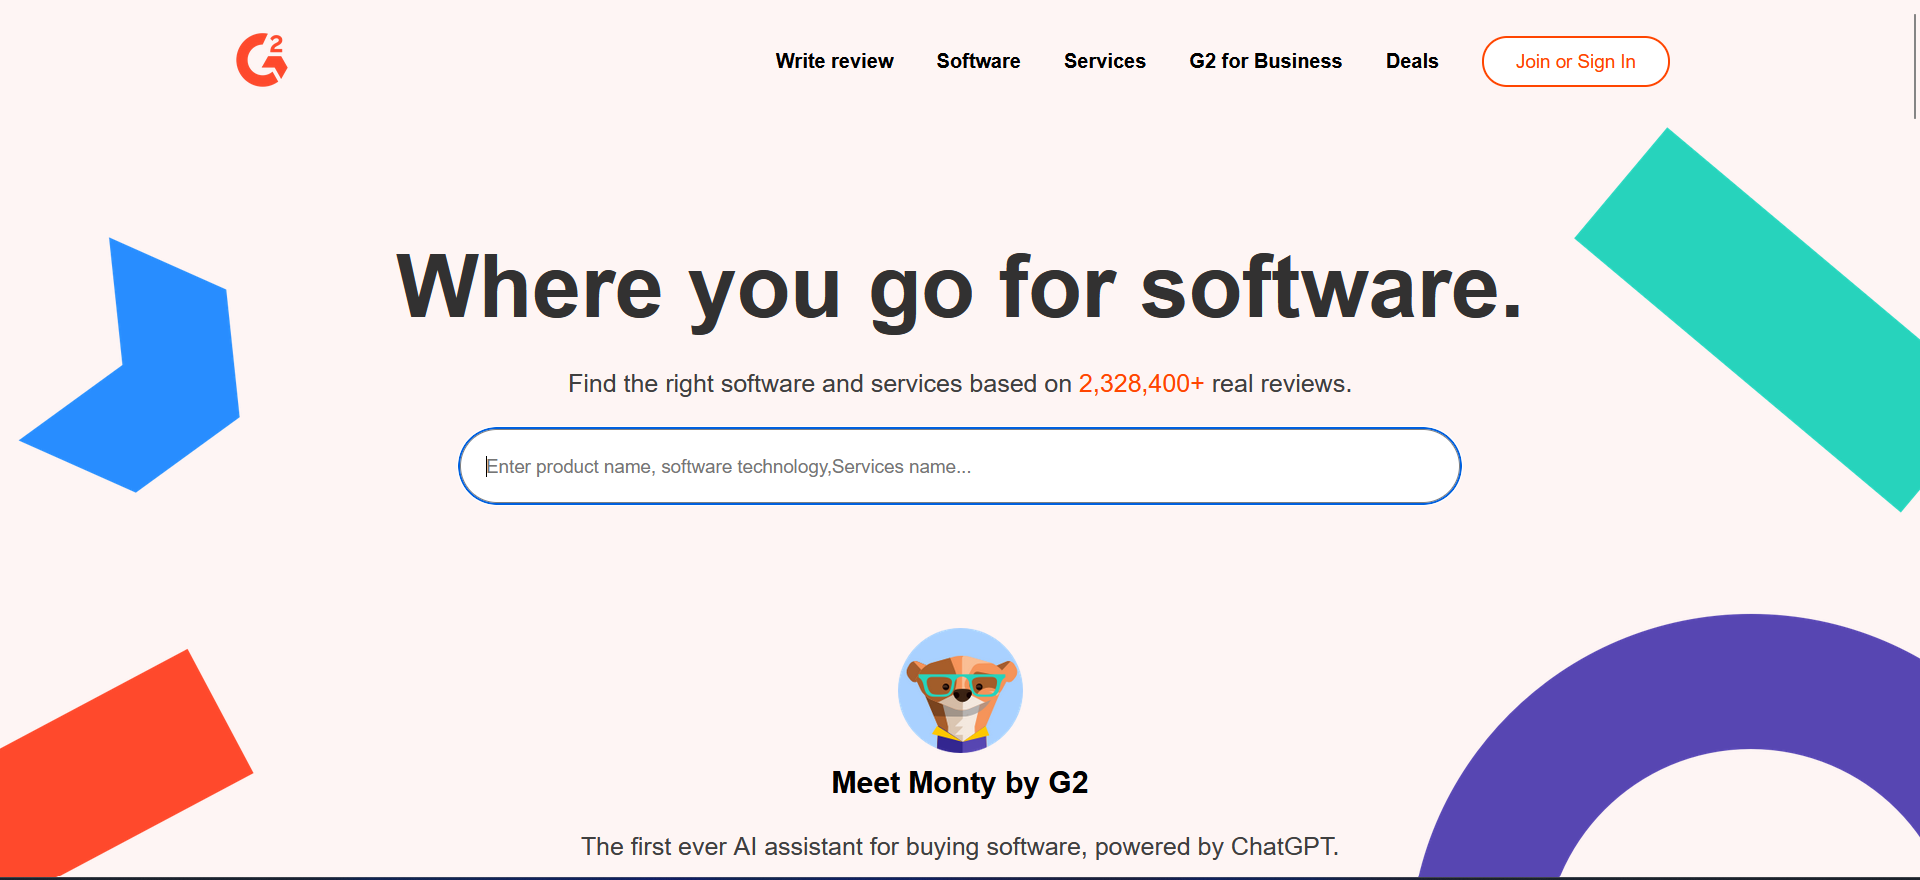 G2
Write review
Software
Services
G2 for Business
Deals
Join or Sign In
Where you go for software.
Find the right software and services based on 2,328,400+ real reviews.
Enter product name, software technology,Services name...
Meet Monty by G2
The first ever AI assistant for buying software, powered by ChatGPT.